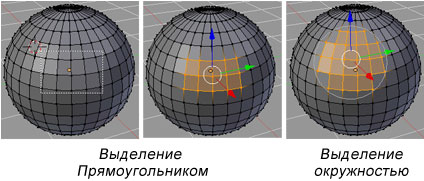 Выделение
Прямоугольником
Выделение
окружностью